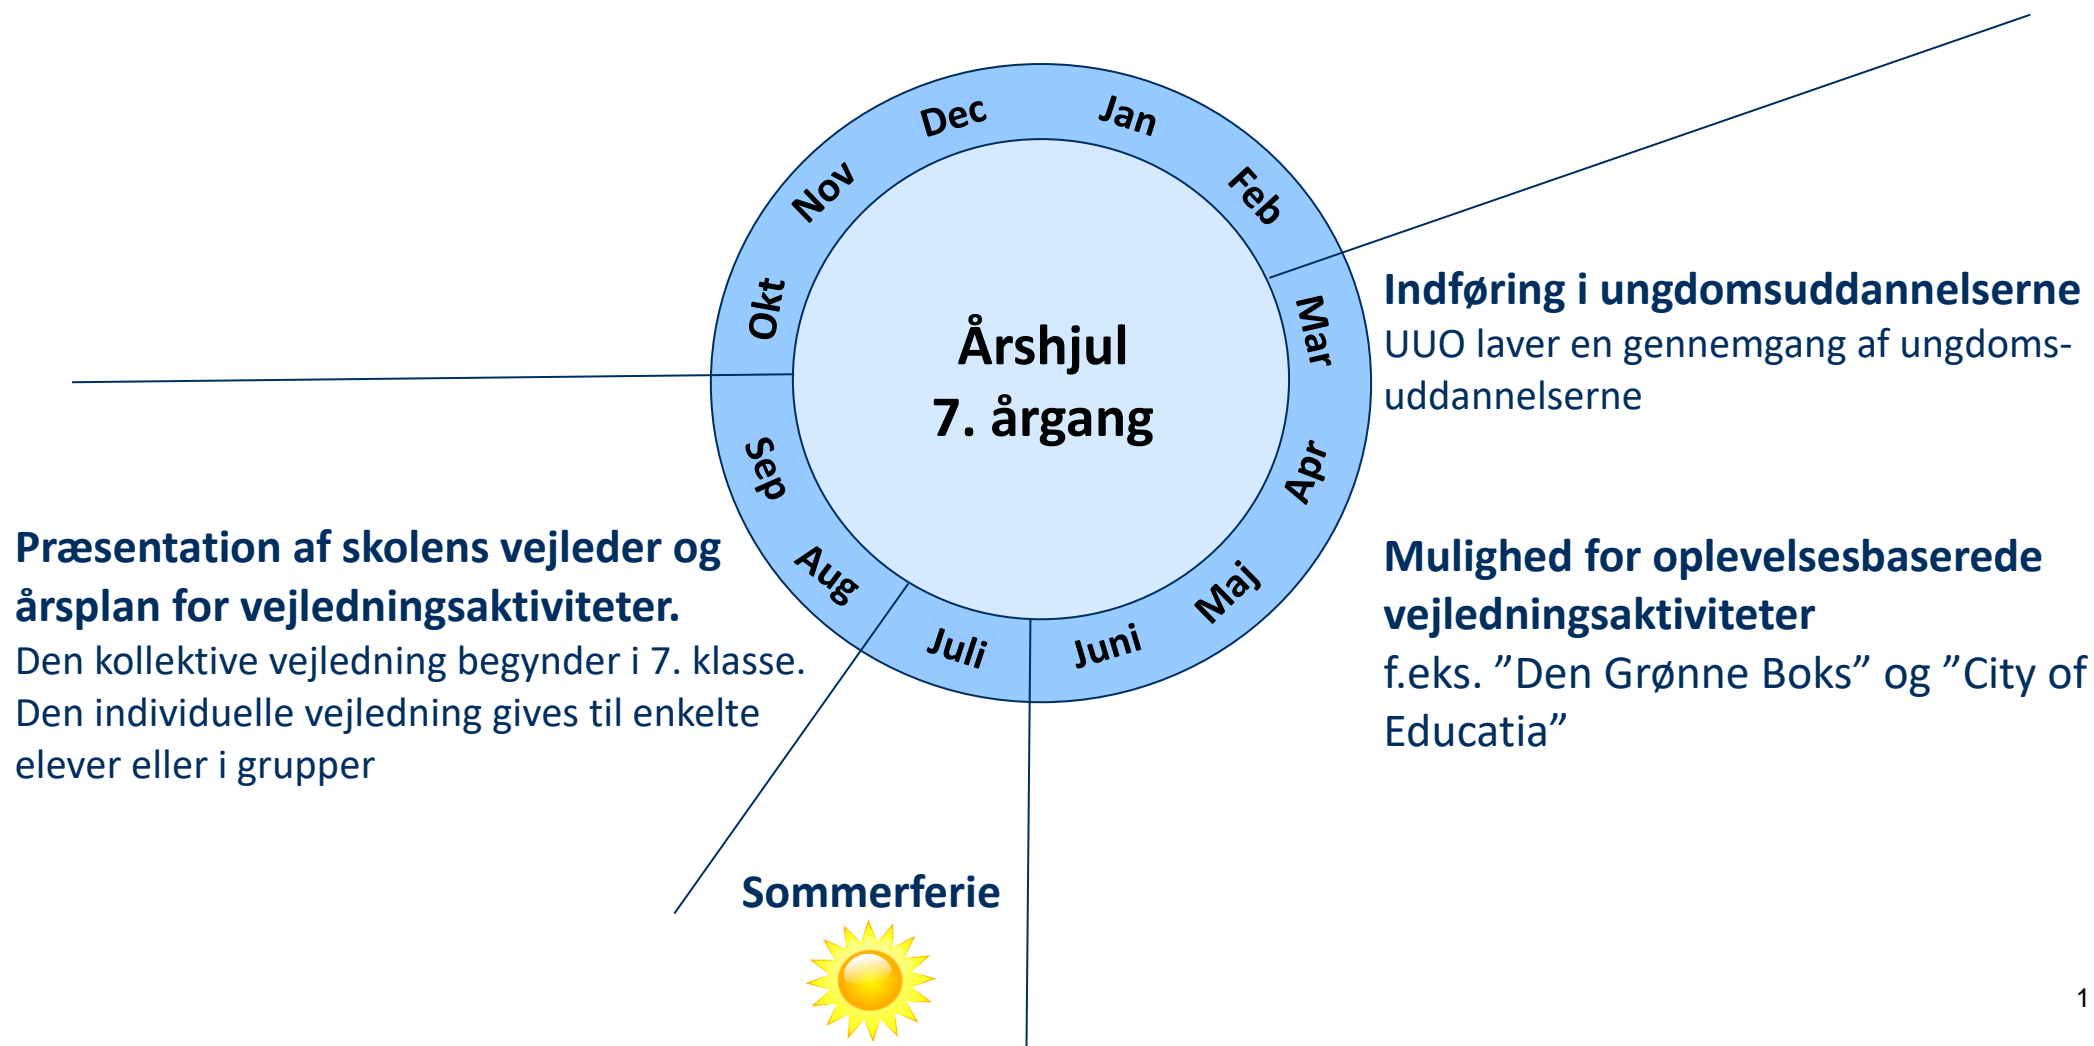 Jan
Feb
Mar
Apr
Maj
Juni
Juli
Aug
Sep
Okt
Nov
Dec
Årshjul
7. årgang
Indføring i ungdomsuddannelserne
UUO laver en gennemgang af ungdoms-
uddannelserne
Mulighed for oplevelsesbaserede
vejledningsaktiviteter
f.eks. ”Den Grønne Boks” og ”City of
Educatia”
Præsentation af skolens vejleder og
årsplan for vejledningsaktiviteter.
Den kollektive vejledning begynder i 7. klasse.
Den individuelle vejledning gives til enkelte
elever eller i grupper
Sommerferie
1